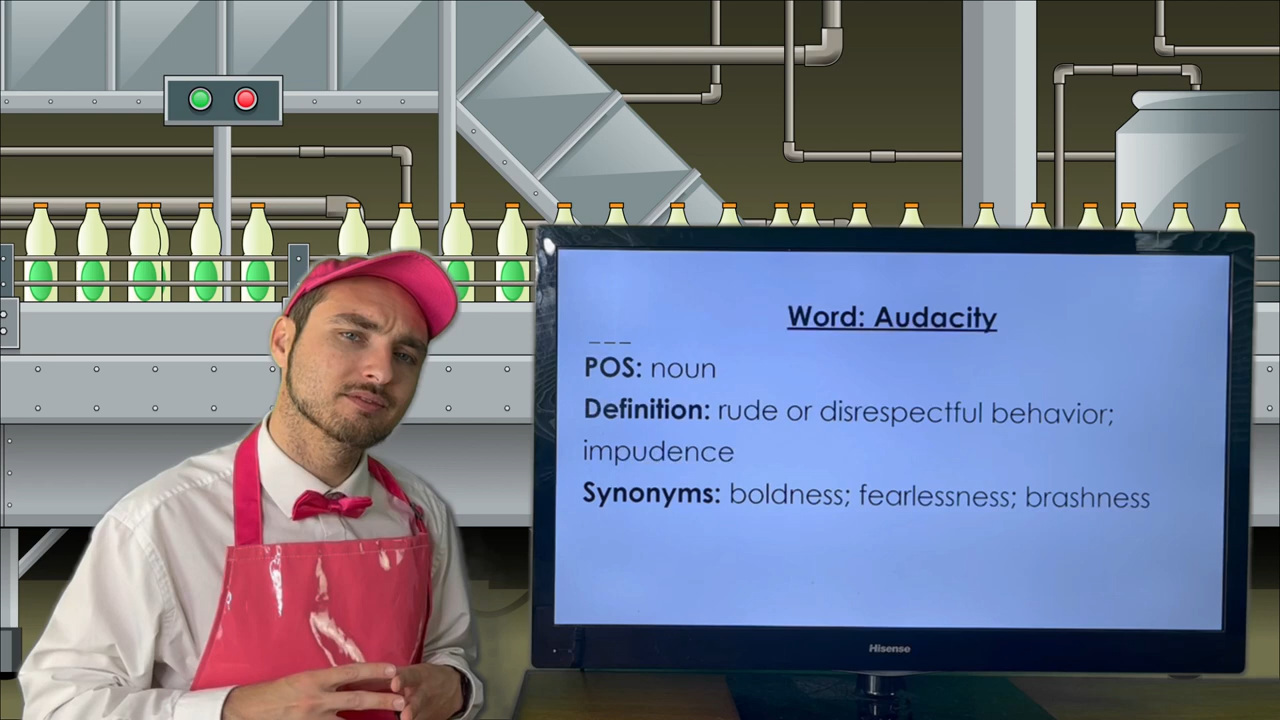 Word: Audacity
POS: noun
Definition: rude or disrespectful behavior;
impudence
Synonyms: boldness; fearlessness; brashness
Hisense